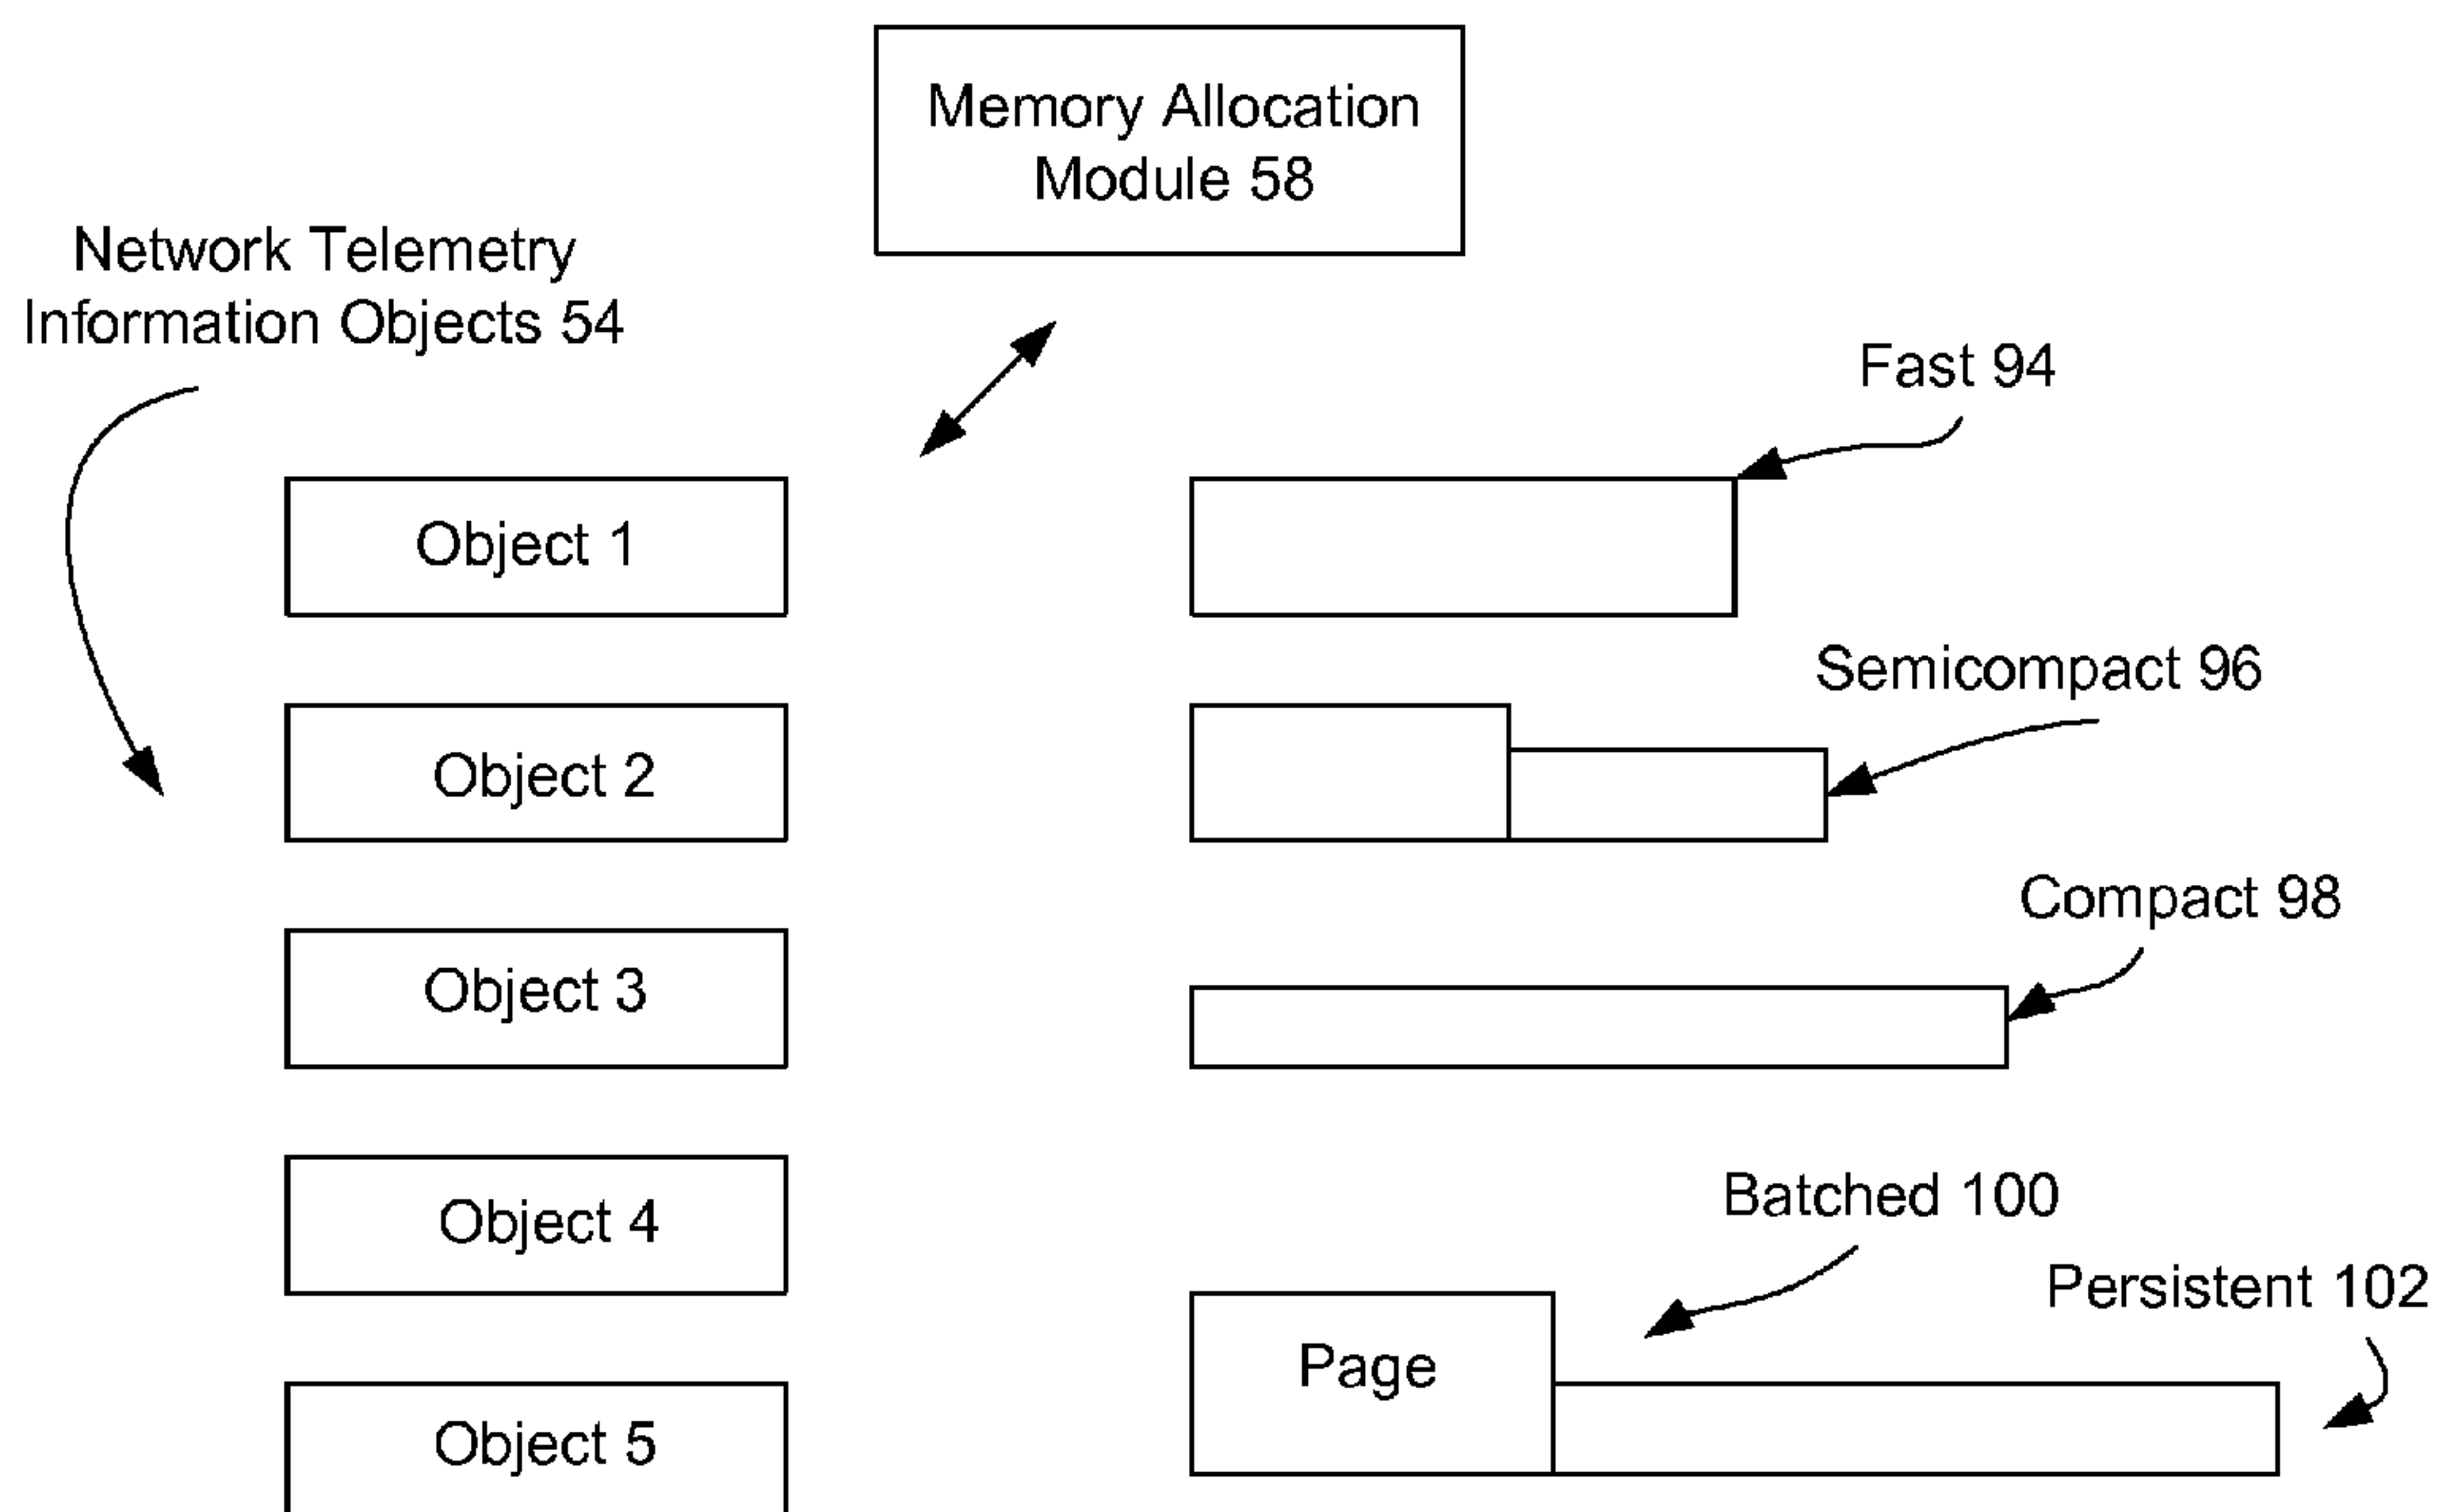 Memory Allocation
Module 58
Network Telemetry
Information Objects 54
Fast 94
Object 1
Semicompact 96
Object 2
Compact 98
Object 3
Batched 100
Object 4
Persistent 102
Page
Object 5